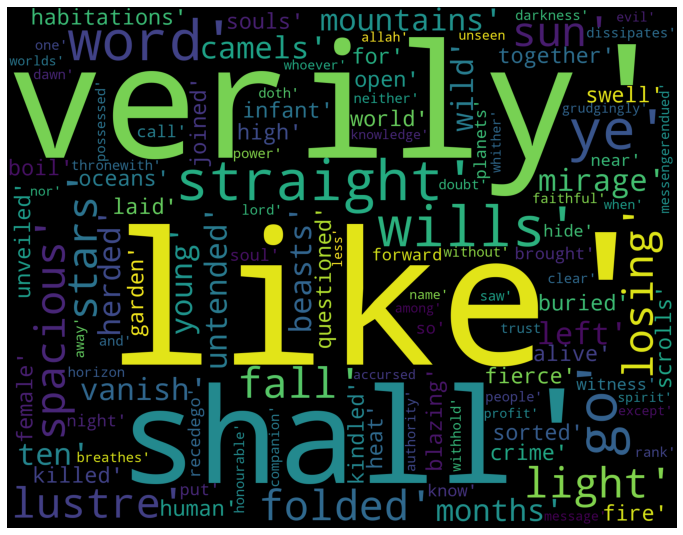 habitations'
souls'
mountains'
darkness'
evil'
one'
word'
camels'
for'
allah'
unseen
sun'
dissipates'
worlds'
together'
whoever'
dawn'
verily'
possessed'
joined'
doth'
open'
neither'
wild'
grudgingly'
swell'
call'
infant'
high'
world'
ye'
planets
knowledge'
whither'
boil'
power'
near'
thronewith'
straight'
mirage'
messengerendued'
oceans'
doubt'
faithful'
when'
nor'
laid'
lord'
wills'
hide'
unveiled'
stars'
herded'
garden'
young'
untended'
soul'
beasts'
like'
questioned'
less'
forward
without'
brought'
clear'
losing'
spacious'
name'
saw'
buried'
away'
so'
among'
left'
scrolls'
and'
trust
alive'
horizon
female'
vanish'
fall'
accursed
fierce'
witness'
recedego'
kindled'
heat'
blazing'
people'
spirit'
night'
shall'
authority'
withhold'
profit'
go'
except'
ten'
breathes'
honourable'
companion'
sorted'
crime'
rank'
killed'
put'
know'
light'
lustre'
human'
folded'
months'
message
fire'